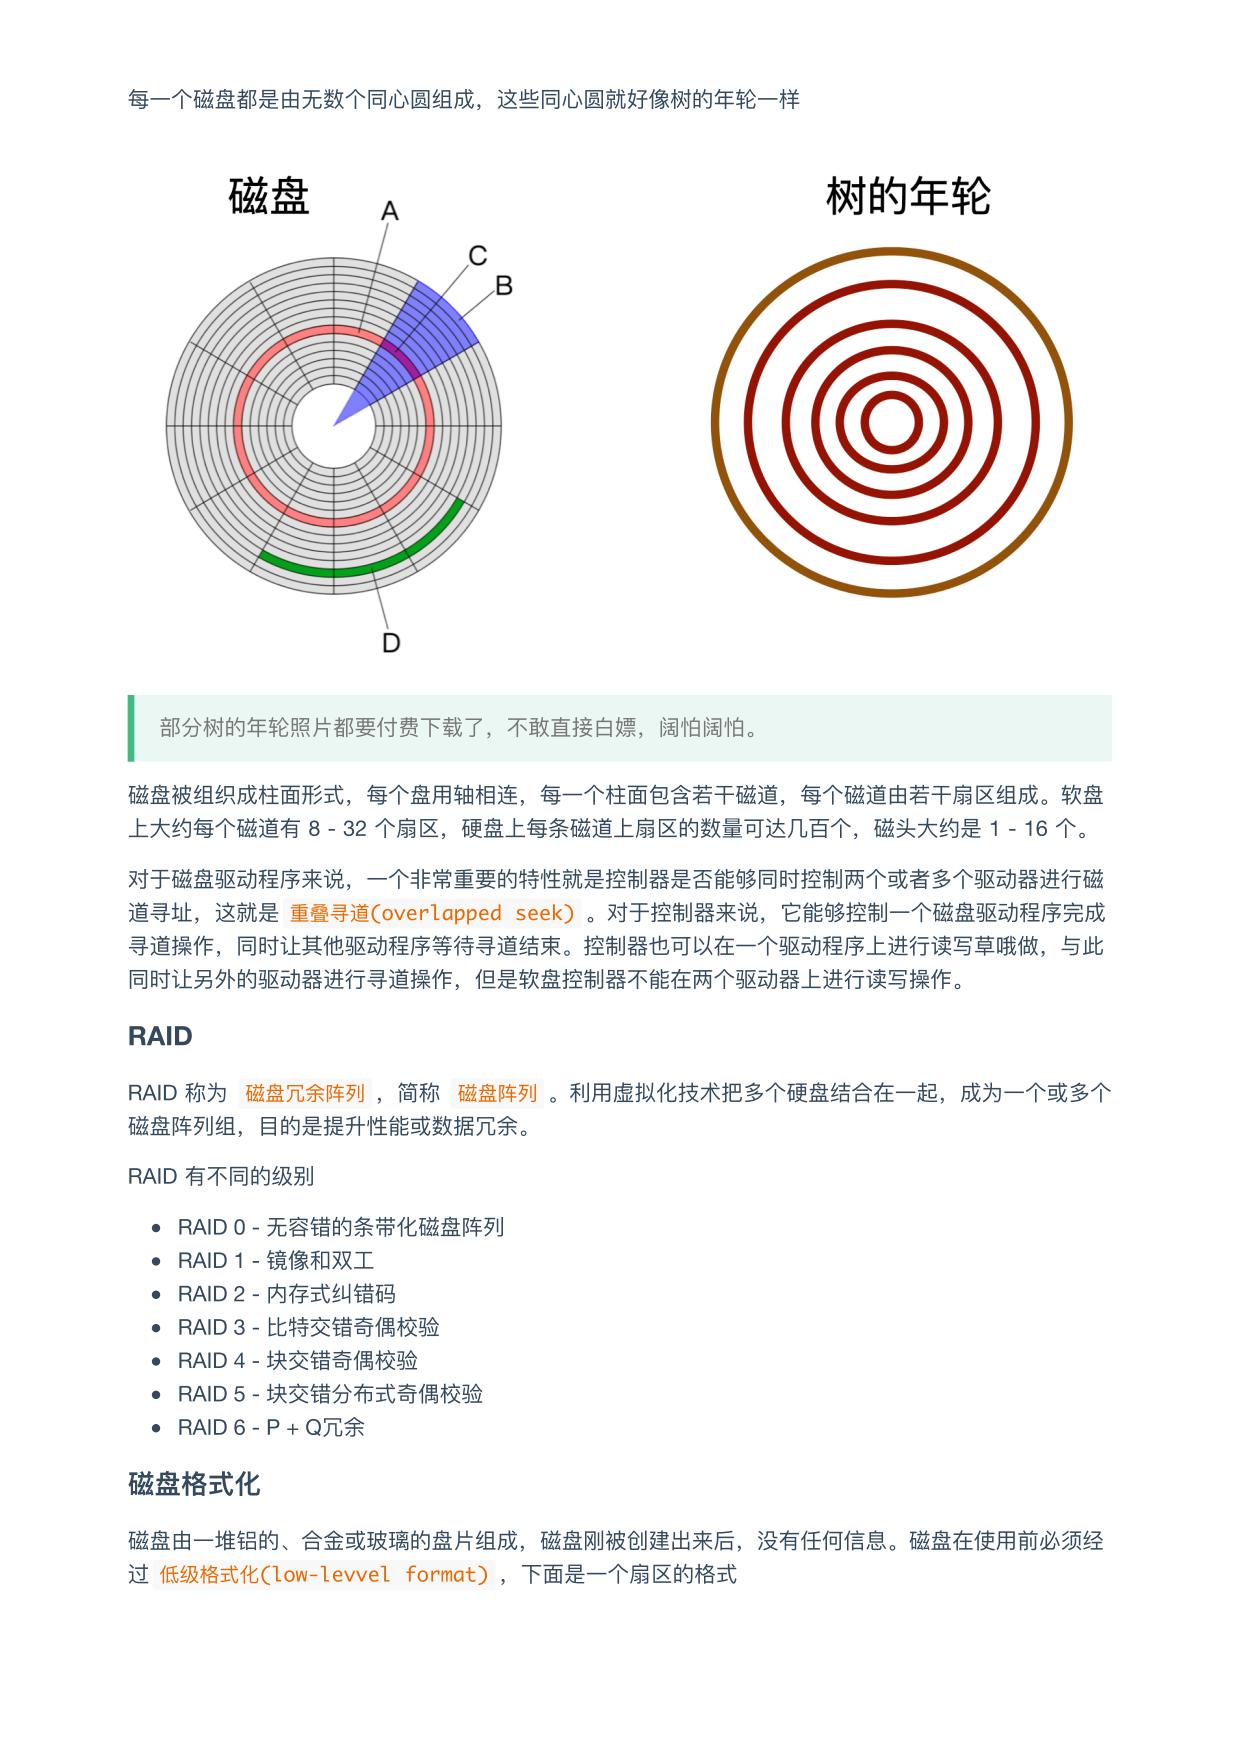 每一个磁盘都是由无数个同心圆组成，这些同心圆就好像树的年轮一样
磁盘
树的年轮
A
C
B
D
部分树的年轮照片都要付费下载了，不敢直接白嫖，阔怕阔怕。
磁盘被组织成柱面形式，每个盘用轴相连，每一个柱面包含若干磁道，每个磁道由若干扇区组成。软盘
上大约每个磁道有 8 - 32 个扇区，硬盘上每条磁道上扇区的数量可达几百个，磁头大约是 1 - 16 个。
对于磁盘驱动程序来说，一个非常重要的特性就是控制器是否能够同时控制两个或者多个驱动器进行磁
道寻址，这就是 重叠寻道(overlapped seek) 。对于控制器来说，它能够控制一个磁盘驱动程序完成
寻道操作，同时让其他驱动程序等待寻道结束。控制器也可以在一个驱动程序上进行读写草哦做，与此
同时让另外的驱动器进行寻道操作，但是软盘控制器不能在两个驱动器上进行读写操作。
RAID
RAID 称为 磁盘冗余阵列 ，简称 磁盘阵列 。利用虚拟化技术把多个硬盘结合在一起，成为一个或多个
磁盘阵列组，目的是提升性能或数据冗余。
RAID 有不同的级别
• RAID 0 - 无容错的条带化磁盘阵列
• RAID 1 - 镜像和双工
• RAID 2 - 内存式纠错码
• RAID 3 - 比特交错奇偶校验
• RAID 4 - 块交错奇偶校验
• RAID 5 - 块交错分布式奇偶校验
• RAID 6 - P + Q冗余
磁盘格式化
磁盘由一堆铝的、合金或玻璃的盘片组成，磁盘刚被创建出来后，没有任何信息。磁盘在使用前必须经
过 低级格式化(low-levvel format) ，下面是一个扇区的格式